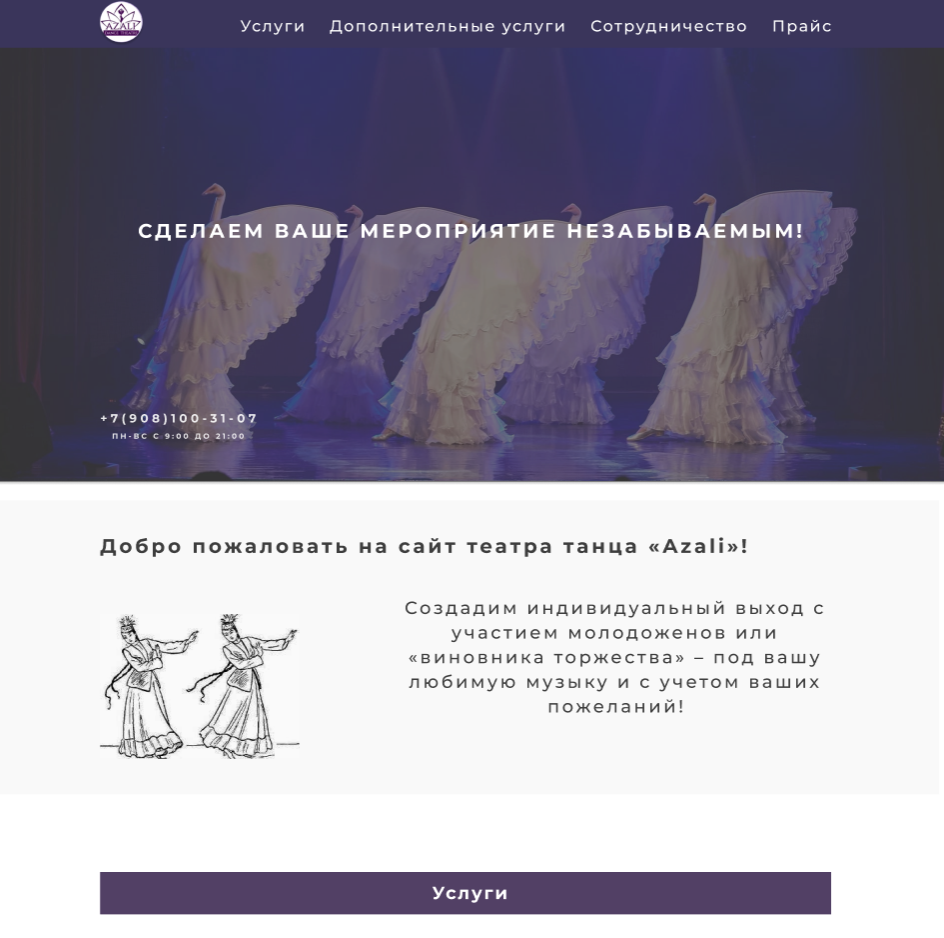 AZALI
DANCE THEATRE
Услуги Дополнительные услуги Сотрудничество Прайс
СДЕЛАЕМ ВАШЕ МЕРОПРИЯТИЕ НЕЗАБЫВАЕМЫМ!
+7(908)100-31-07
ПН-ВС С 9:00 ДО 21:00
Добро пожаловать на сайт театра танца «Azali»!
Создадим индивидуальный выход с
участием молодоженов или
«виновника торжества» – под вашу
любимую музыку и с учетом ваших
пожеланий!
Услуги